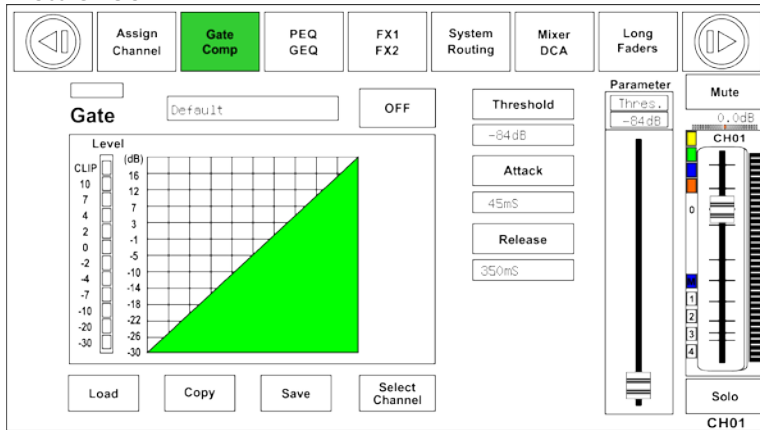 Assign
Channel
Gate
Comp
PEQ
GEQ
FX1
FX2
System
Routing
Mixer
DCA
Long
Faders
Gate
Default
OFF
Level
(dB)
CLIP
10
7
4
2
0
-2
-4
-7
-10
-20
-30
16
12
7
3
-1
-5
-10
-14
-18
-22
-26
-30
Load
Copy
Save
Select
Channel
Threshold
-84dB
Attack
45mS
Release
350mS
Parameter
Thres.
-84dB
Mute
0.0dB
CH01
0
1
2
3
4
Solo
CH01